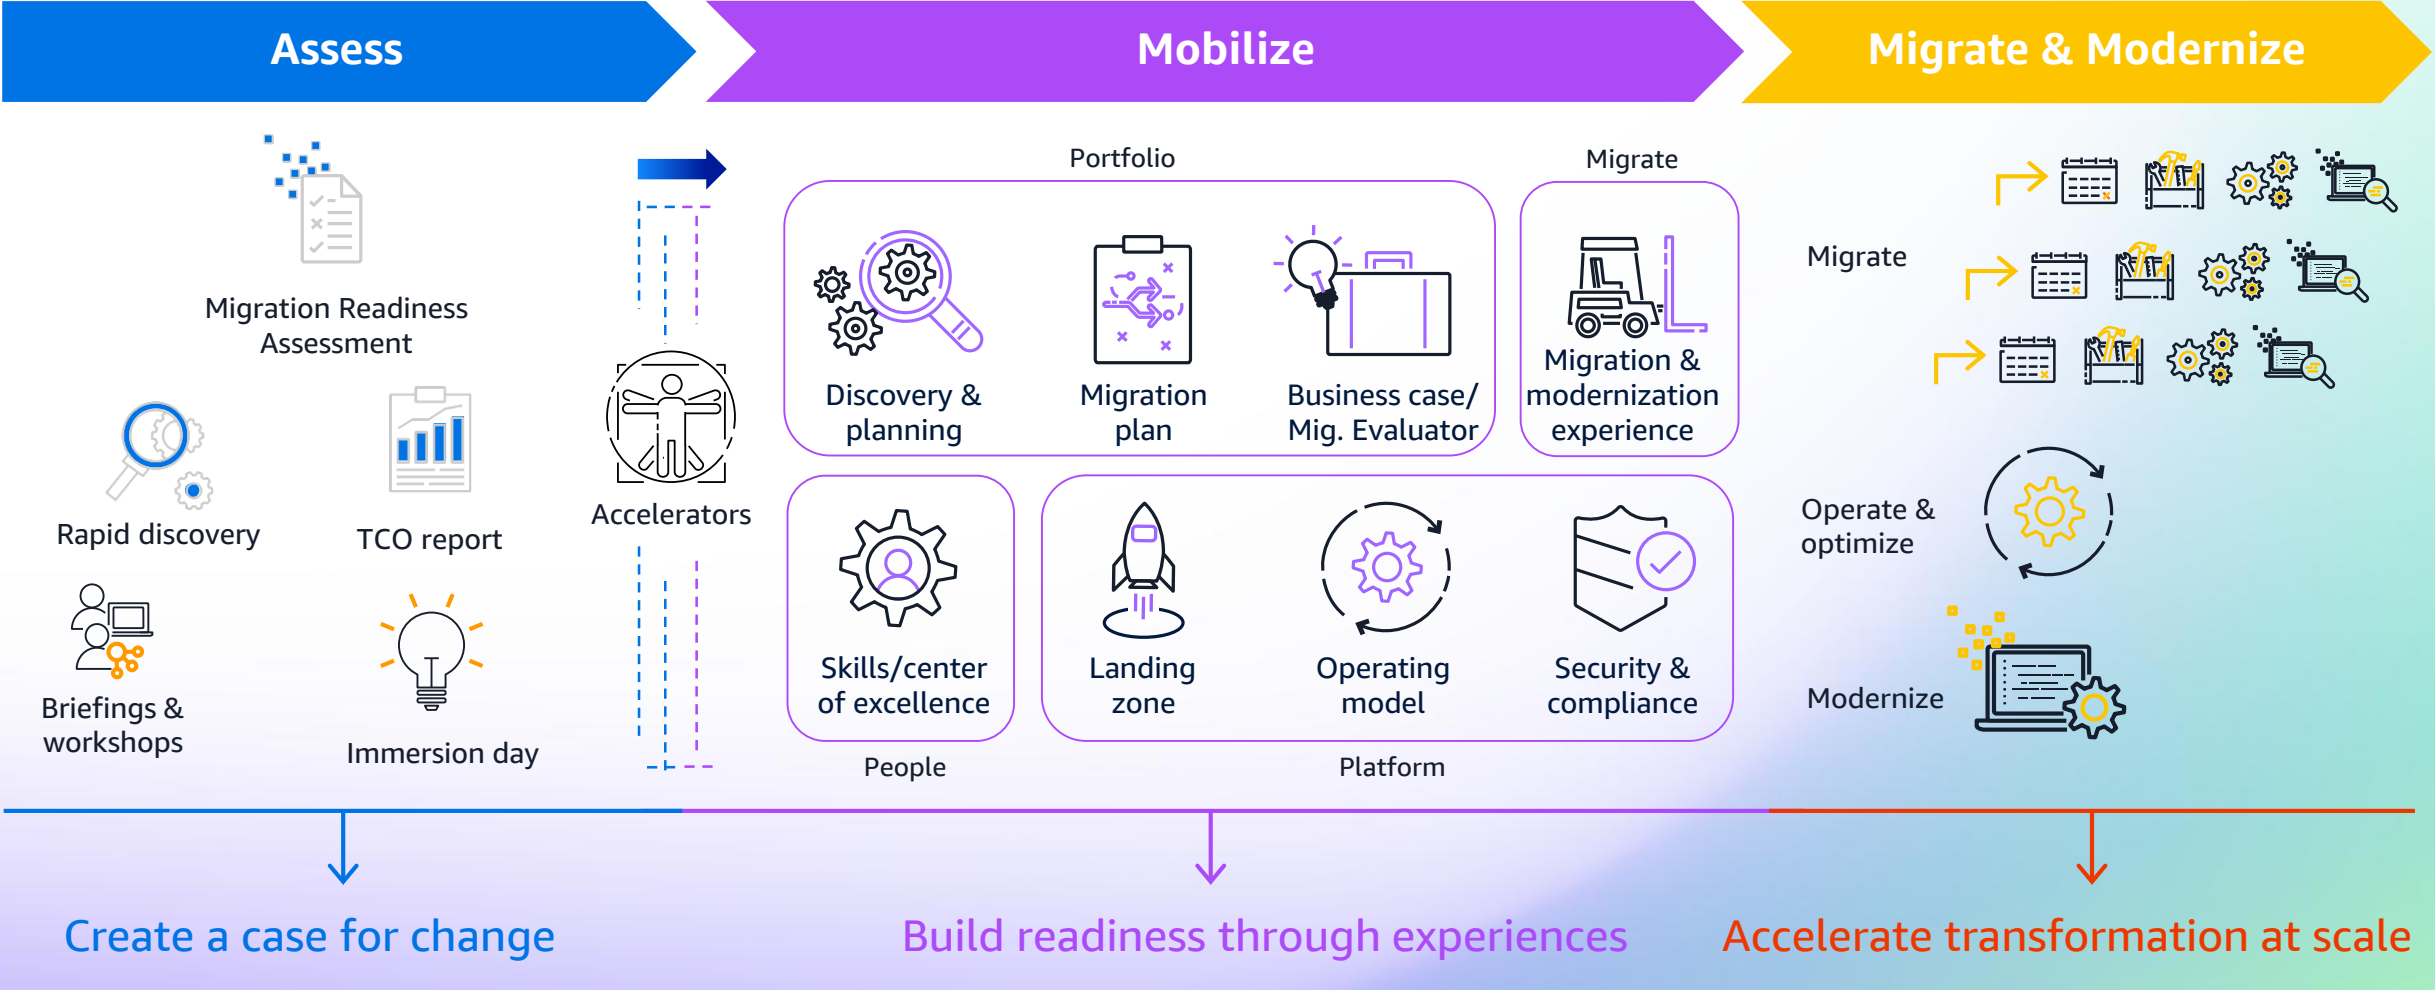 Assess
Mobilize
Migrate & Modernize
Migration Readiness
Assessment
Rapid discovery
TCO report
Briefings &
workshops
Immersion day
Accelerators
Portfolio
Discovery &
planning
Migration
plan
Business case/
Mig. Evaluator
Migrate
Migration &
modernization
experience
Skills/center
of excellence
People
Landing
zone
Operating
model
Security &
compliance
Platform
Migrate
Operate &
optimize
Modernize
Create a case for change
Build readiness through experiences
Accelerate transformation at scale